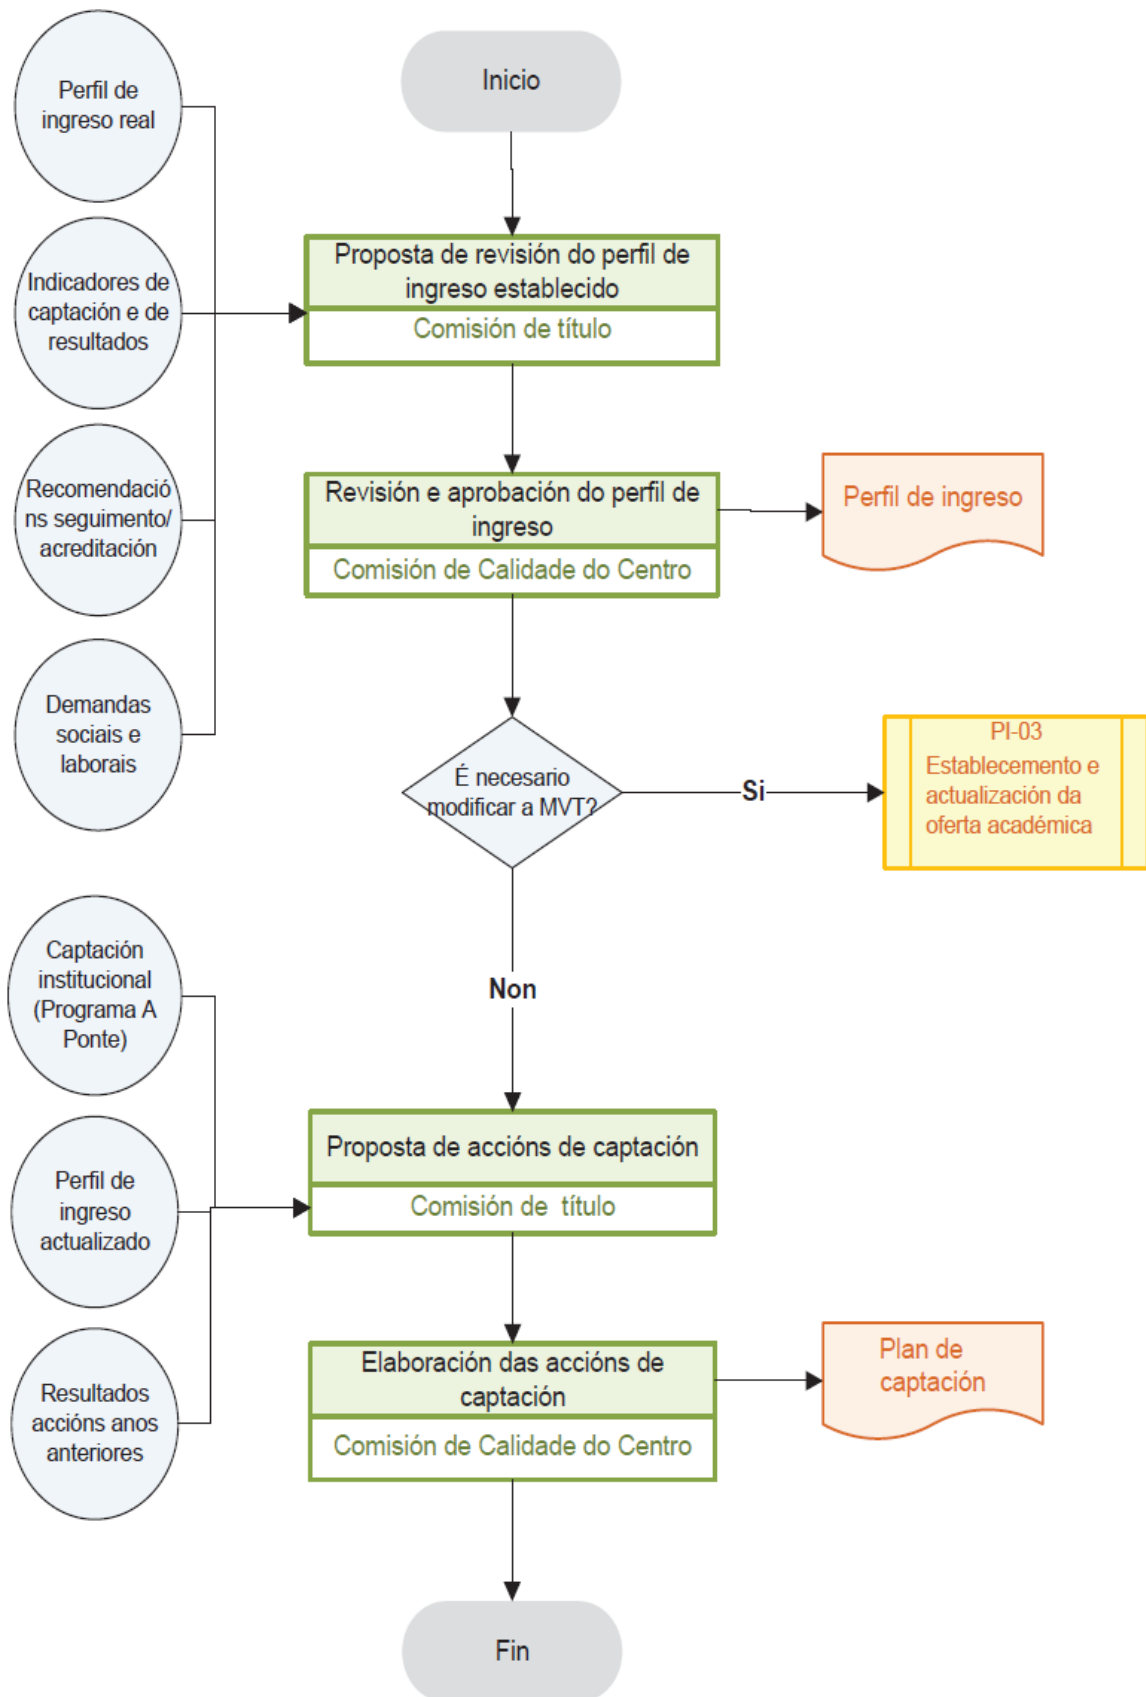 Inicio
Perfil de
ingreso real
Proposta de revisión do perfil de
ingreso establecido
Comisión de título
Indicadores de
captación e de
resultados
Recomendació
ns seguimento/
acreditación
Revisión e aprobación do perfil de
ingreso
Comisión de Calidade do Centro
Perfil de ingreso
Demandas
sociais e
laborais
É necesario
modificar a MVT?
Si
PI-03
Establecemento e
actualización da
oferta académica
Captación
institucional
(Programa A
Ponte)
Non
Proposta de accións de captación
Comisión de título
Perfil de
ingreso
actualizado
Elaboración das accións de
captación
Comisión de Calidade do Centro
Plan de
captación
Resultados
accións anos
anteriores
Fin